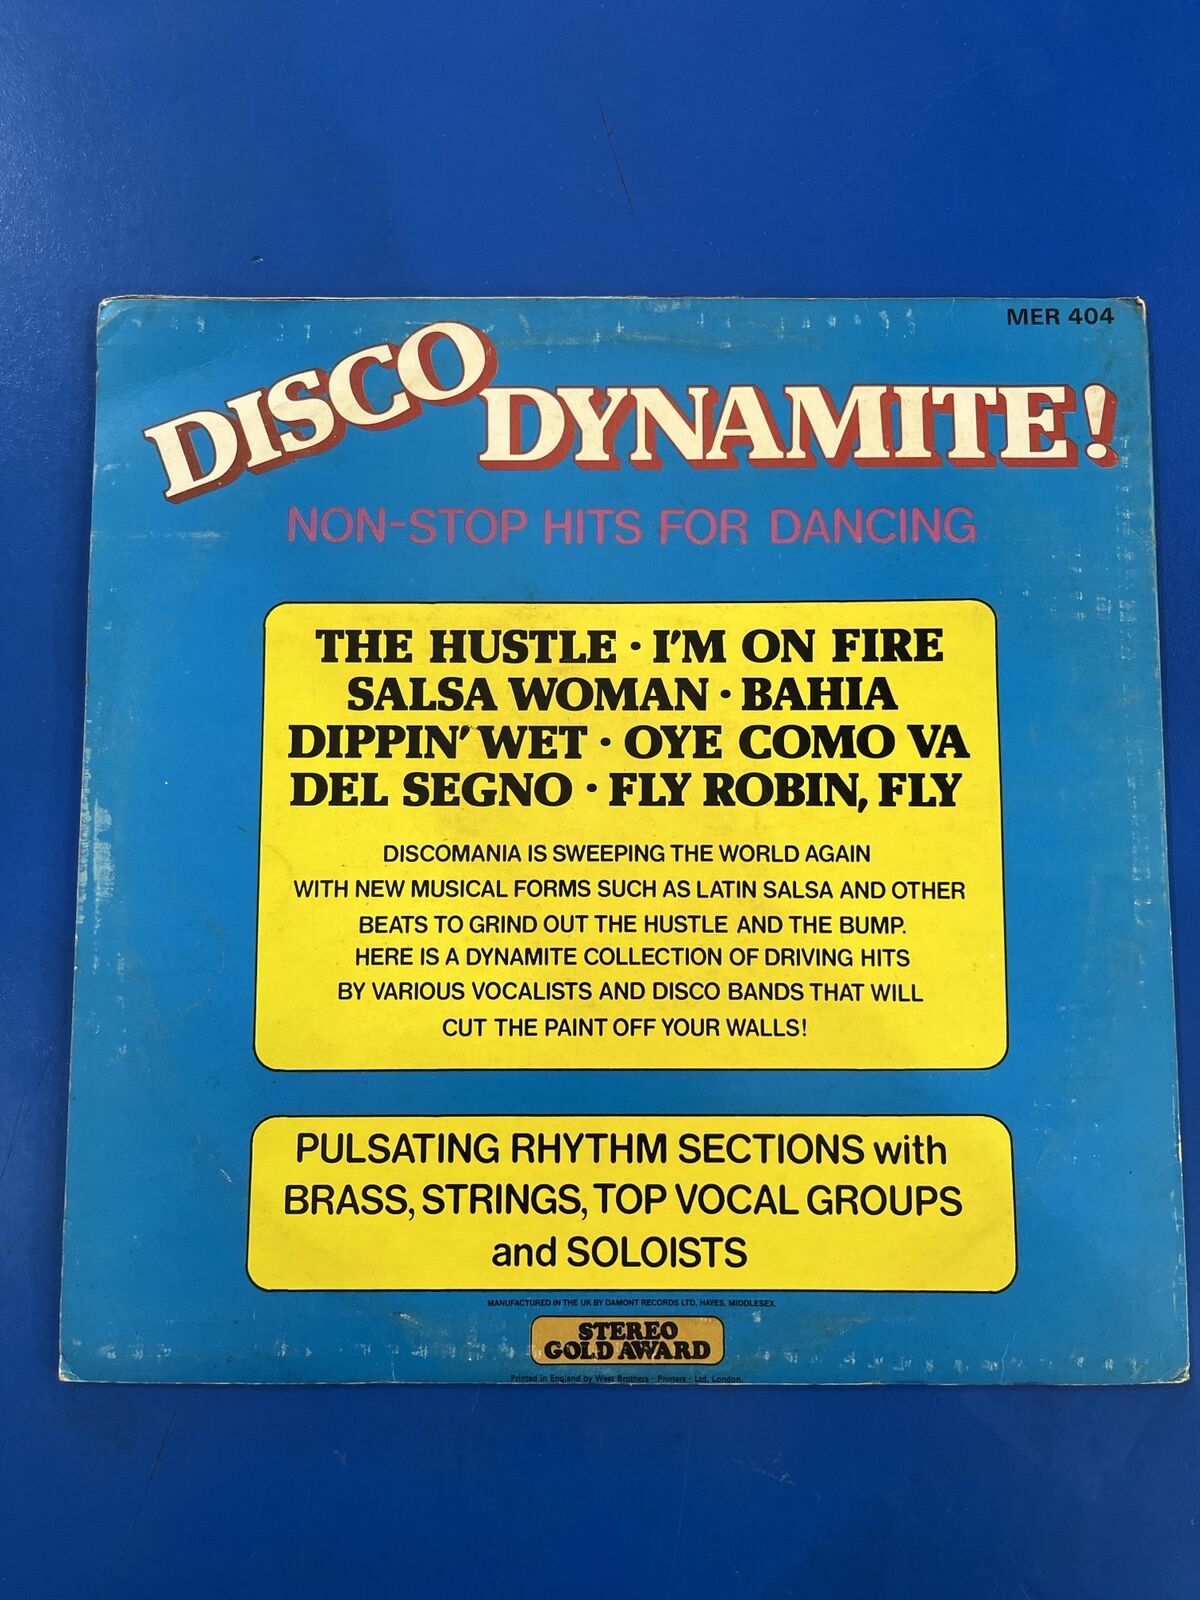 MER 404
DISCO DYNAMITE!
NON-STOP HITS FOR DANCING
THE HUSTLE · I'M ON FIRE
SALSA WOMAN · BAHIA
DIPPIN' WET · OYE COMO VA
DEL SEGNO · FLY ROBIN, FLY
DISCOMANIA IS SWEEPING THE WORLD AGAIN
WITH NEW MUSICAL FORMS SUCH AS LATIN SALSA AND OTHER
BEATS TO GRIND OUT THE HUSTLE AND THE BUMP.
HERE IS A DYNAMITE COLLECTION OF DRIVING HITS
BY VARIOUS VOCALISTS AND DISCO BANDS THAT WILL
CUT THE PAINT OFF YOUR WALLS!
PULSATING RHYTHM SECTIONS with
BRASS, STRINGS, TOP VOCAL GROUPS
and SOLOISTS
MANUFACTURED IN THE UK BY DAMONT RECORDS LTD, HAYES, MIDDLESEX.
STEREO
GOLD AWARD
Printed in England by West Brothers · Printers · Ltd, London.